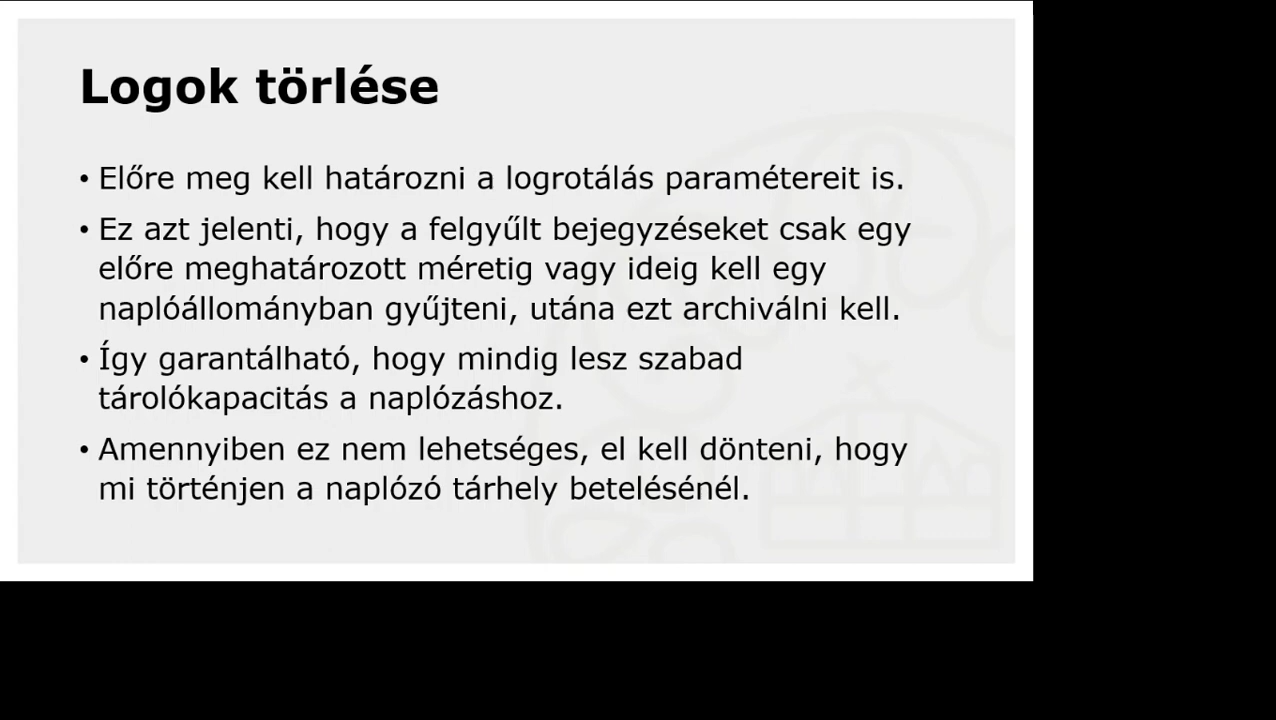 Logok törlése
• Előre meg kell határozni a logrotálás paramétereit is.
• Ez azt jelenti, hogy a felgyűlt bejegyzéseket csak egy
előre meghatározott méretig vagy ideig kell egy
naplóállományban gyűjteni, utána ezt archiválni kell.
• Így garantálható, hogy mindig lesz szabad
tárolókapacitás a naplózáshoz.
• Amennyiben ez nem lehetséges, el kell dönteni, hogy
mi történjen a naplózó tárhely betelésénél.